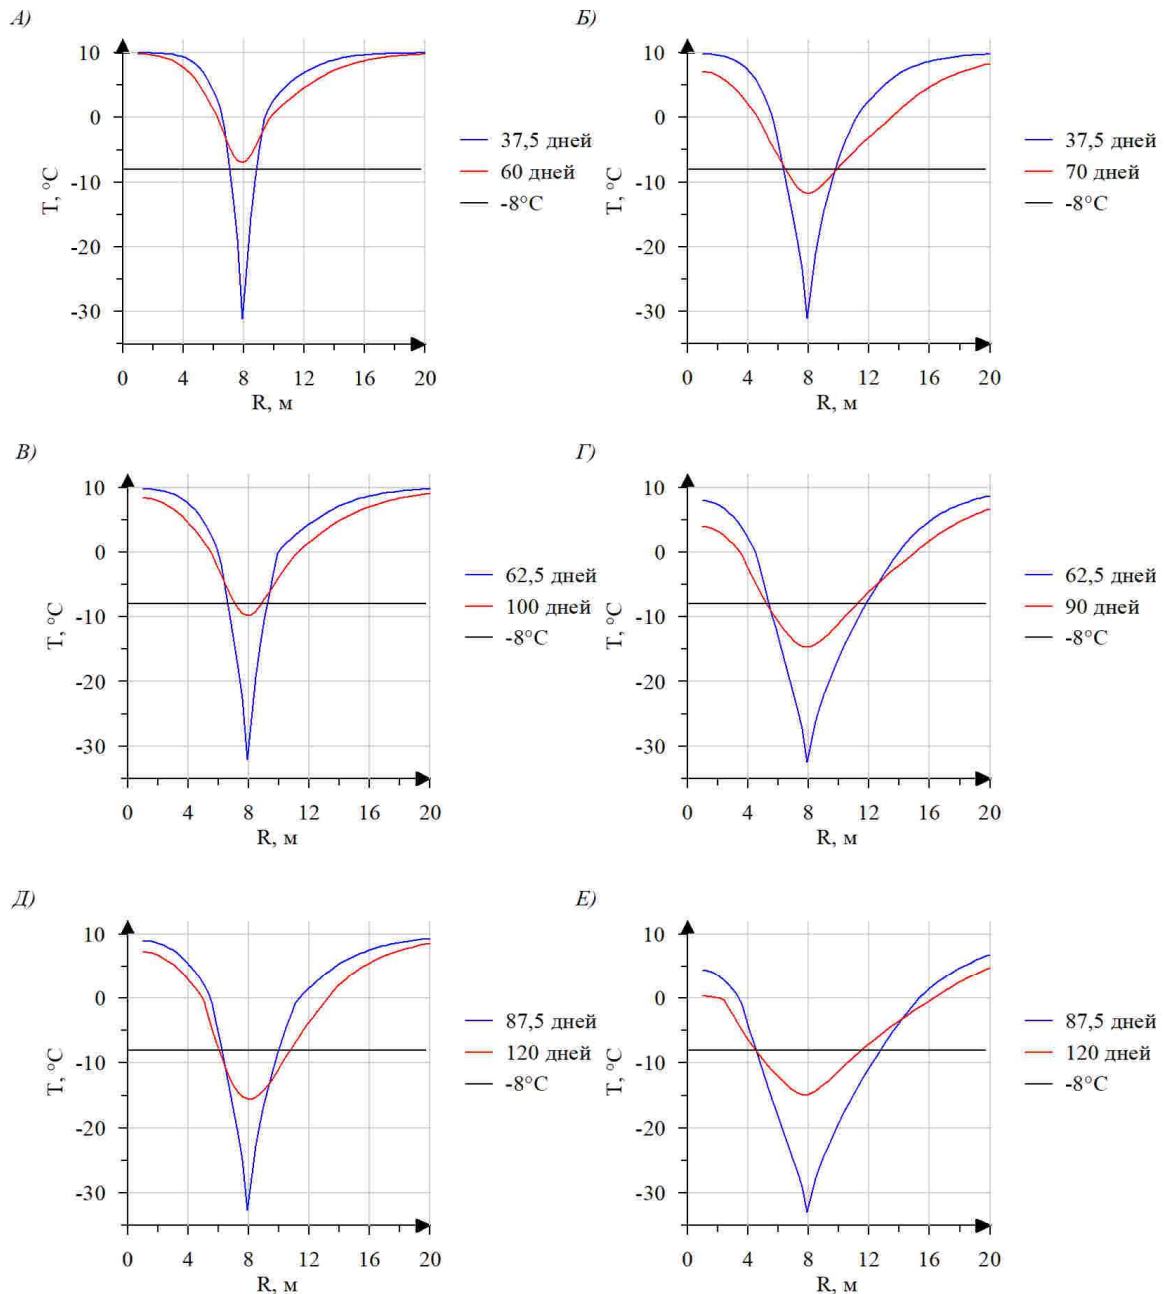 А)
10
0
-10
-20
-30
T, °C
0 4 8 12 16 20
R, м
37,5 дней
60 дней
-8°C
Б)
10
0
-10
-20
-30
T, °C
0 4 8 12 16 20
R, м
37,5 дней
70 дней
-8°C
В)
10
0
-10
-20
-30
T, °C
0 4 8 12 16 20
R, м
62,5 дней
100 дней
-8°C
Г)
10
0
-10
-20
-30
T, °C
0 4 8 12 16 20
R, м
62,5 дней
90 дней
-8°C
Д)
10
0
-10
-20
-30
T, °C
0 4 8 12 16 20
R, м
87,5 дней
120 дней
-8°C
Е)
10
0
-10
-20
-30
T, °C
0 4 8 12 16 20
R, м
87,5 дней
120 дней
-8°C